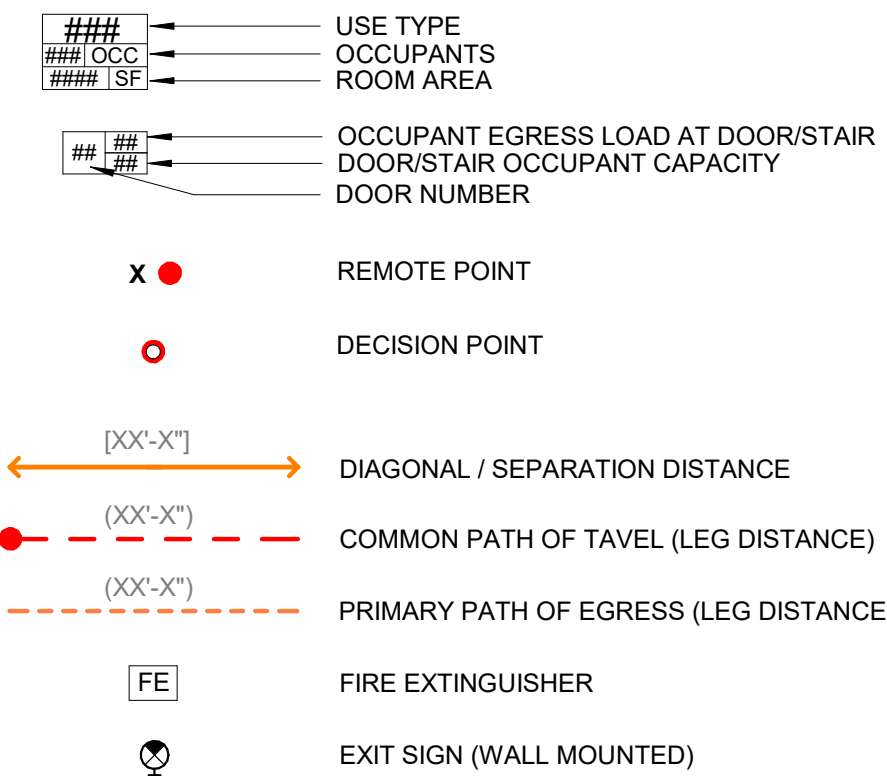 ### USE TYPE
### OCC OCCUPANTS
#### SF ROOM AREA
## OCCUPANT EGRESS LOAD AT DOOR/STAIR
## ## DOOR/STAIR OCCUPANT CAPACITY
DOOR NUMBER
X REMOTE POINT
DECISION POINT
[XX'-X"]
DIAGONAL / SEPARATION DISTANCE
(XX'-X")
COMMON PATH OF TAVEL (LEG DISTANCE)
(XX'-X")
PRIMARY PATH OF EGRESS (LEG DISTANCE
FE FIRE EXTINGUISHER
EXIT SIGN (WALL MOUNTED)